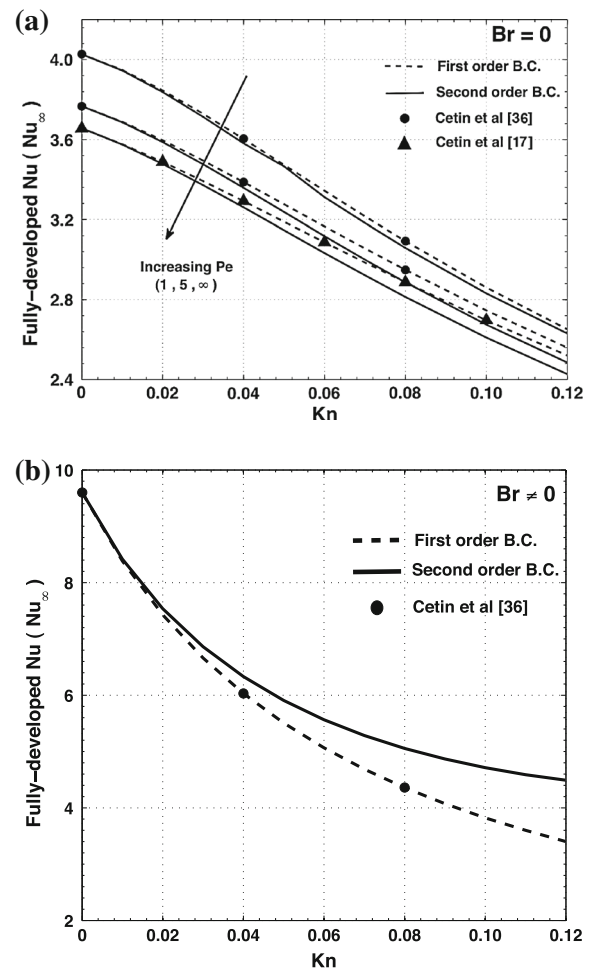 (a)
Br = 0
First order B.C.
Second order B.C.
Cetin et al [36]
Cetin et al [17]
Increasing Pe
(1 , 5 , ∞ )
Fully–developed Nu ( Nu∞ )
4.0
3.6
3.2
2.8
2.4
0 0.02 0.04 0.06 0.08 0.10 0.12
Kn
(b)
Br ≠ 0
First order B.C.
Second order B.C.
Cetin et al [36]
Fully–developed Nu ( Nu∞ )
10
8
6
4
2
0 0.02 0.04 0.06 0.08 0.10 0.12
Kn